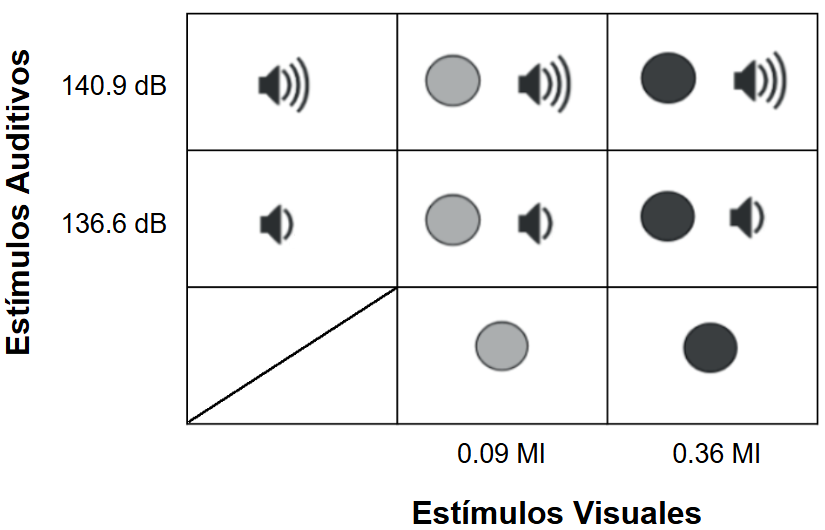 Estímulos Auditivos
140.9 dB
136.6 dB
0.09 MI
0.36 MI
Estímulos Visuales